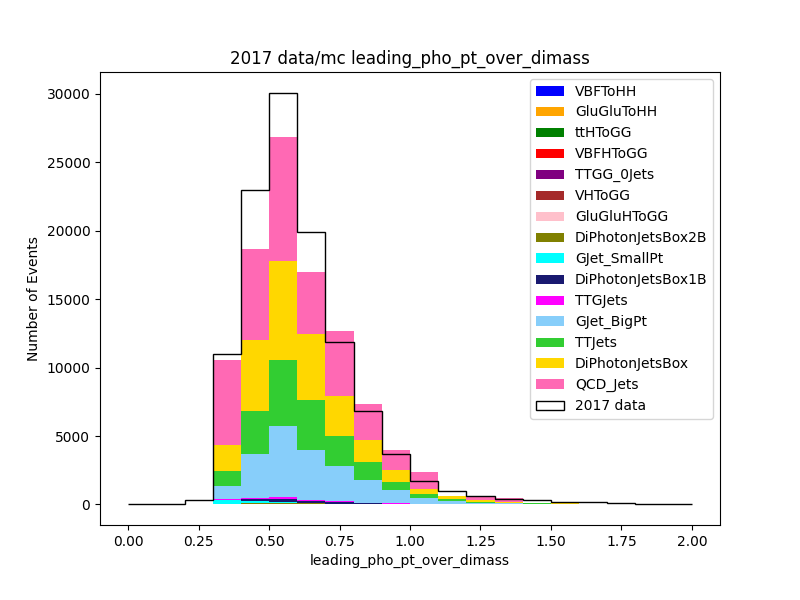 2017 data/mc leading_pho_pt_over_dimass
Number of Events
30000
25000
20000
15000
10000
5000
0
0.00 0.25 0.50 0.75 1.00 1.25 1.50 1.75 2.00
leading_pho_pt_over_dimass
VBFToHH
GluGluToHH
ttHToGG
VBFHToGG
TTGG_0Jets
VHToGG
GluGluHToGG
DiPhotonJetsBox2B
GJet_SmallPt
DiPhotonJetsBox1B
TTGJets
GJet_BigPt
TTJets
DiPhotonJetsBox
QCD_Jets
2017 data